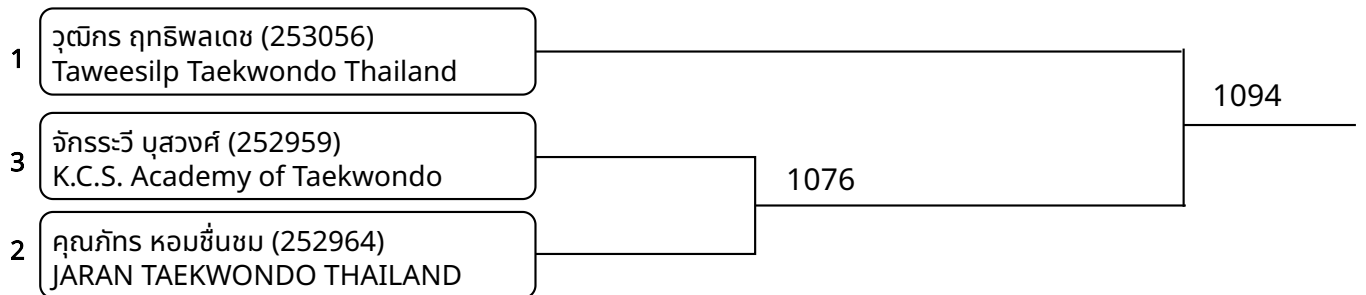 1
วุฒิกร ฤทธิพลเดช (253056)
Taweesilp Taekwondo Thailand
1094
3
จักรระวี บุสวงศ์ (252959)
K.C.S. Academy of Taekwondo
1076
2
คุณภัทร หอมชื่นชม (252964)
JARAN TAEKWONDO THAILAND